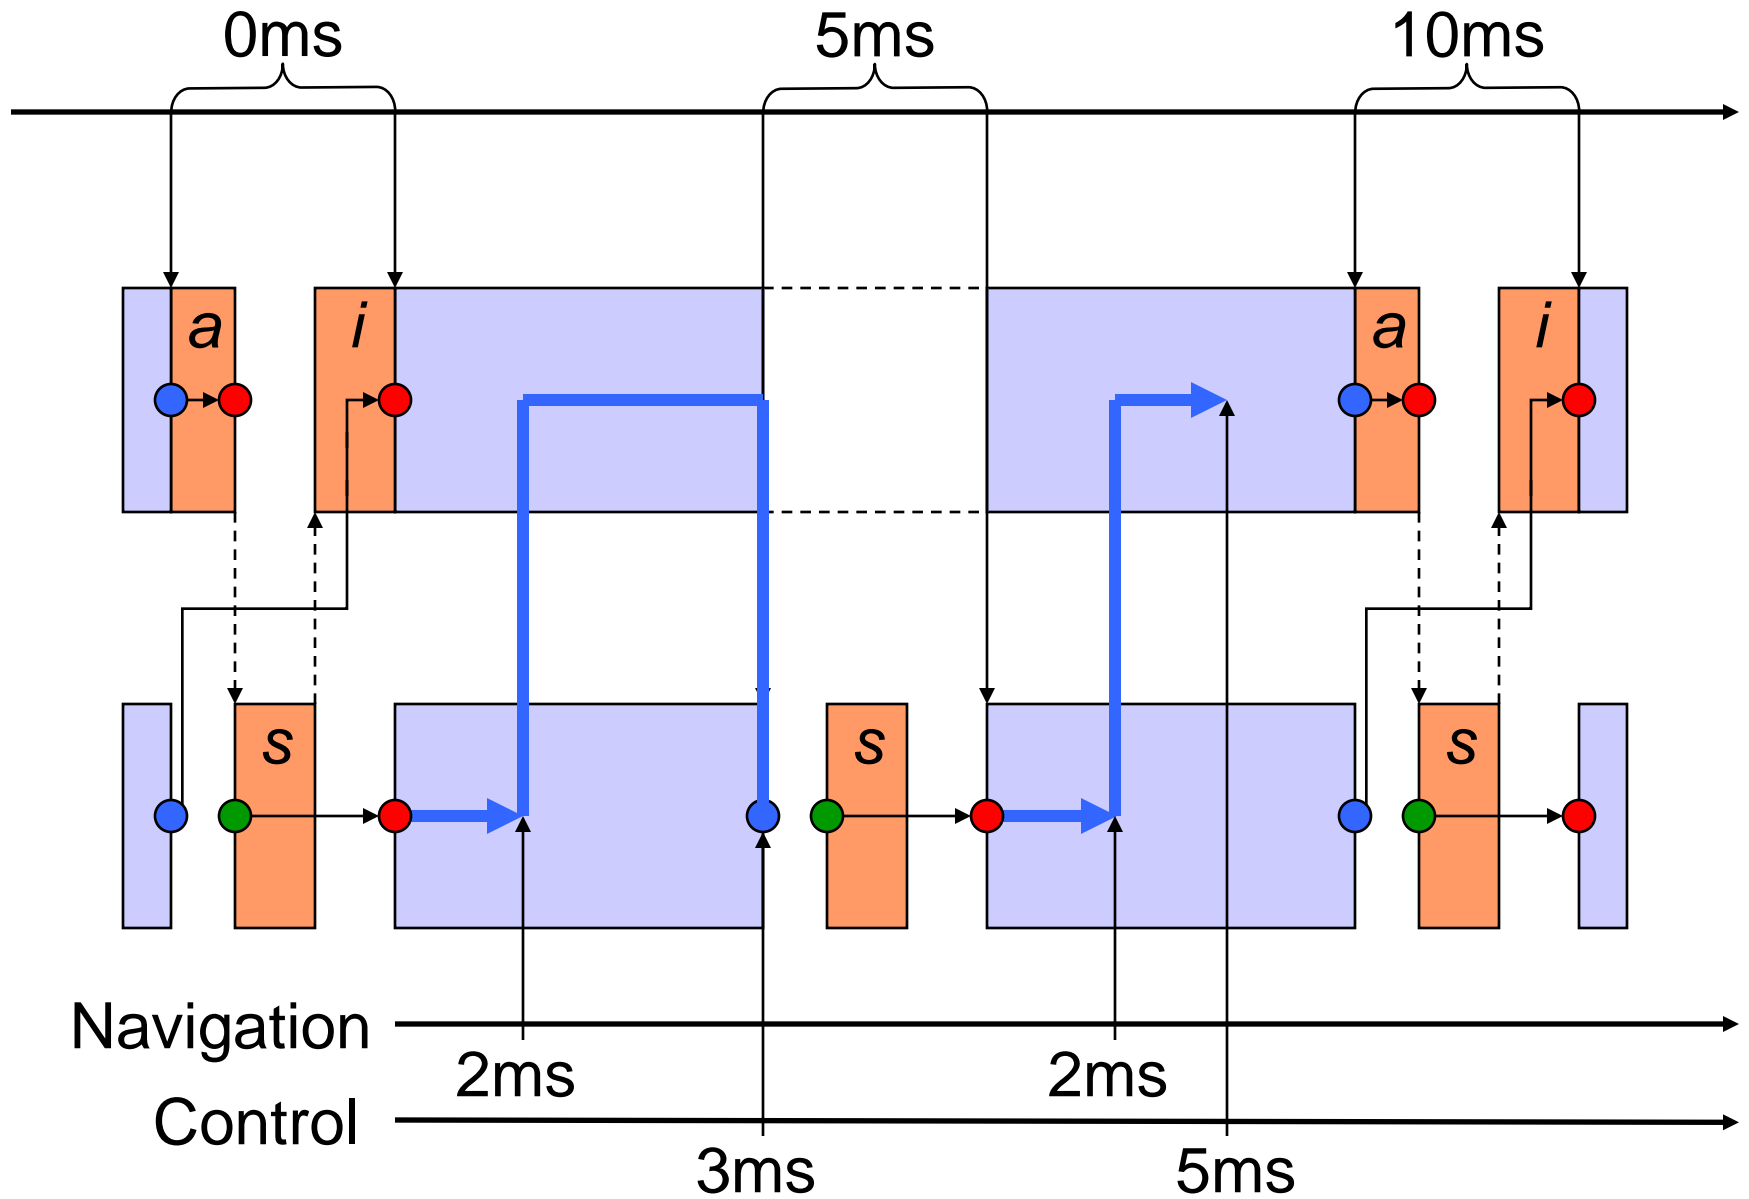 0ms 5ms 10ms
a i a i
s s s
Navigation
2ms 2ms
Control
3ms 5ms